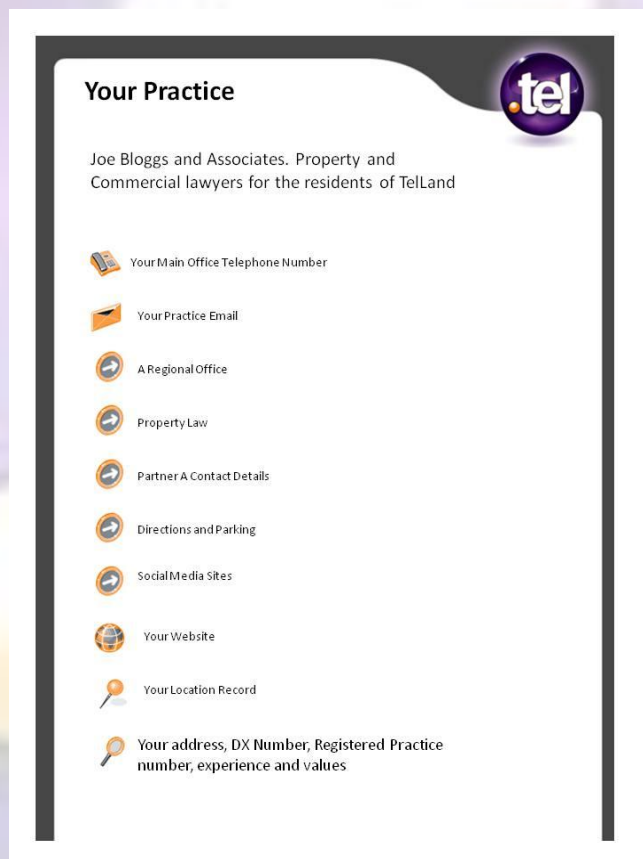 Your Practice
.tel
Joe Bloggs and Associates. Property and
Commercial lawyers for the residents of TelLand
Your Main Office Telephone Number
Your Practice Email
A Regional Office
Property Law
Partner A Contact Details
Directions and Parking
Social Media Sites
Your Website
Your Location Record
Your address, DX Number, Registered Practice
number, experience and values